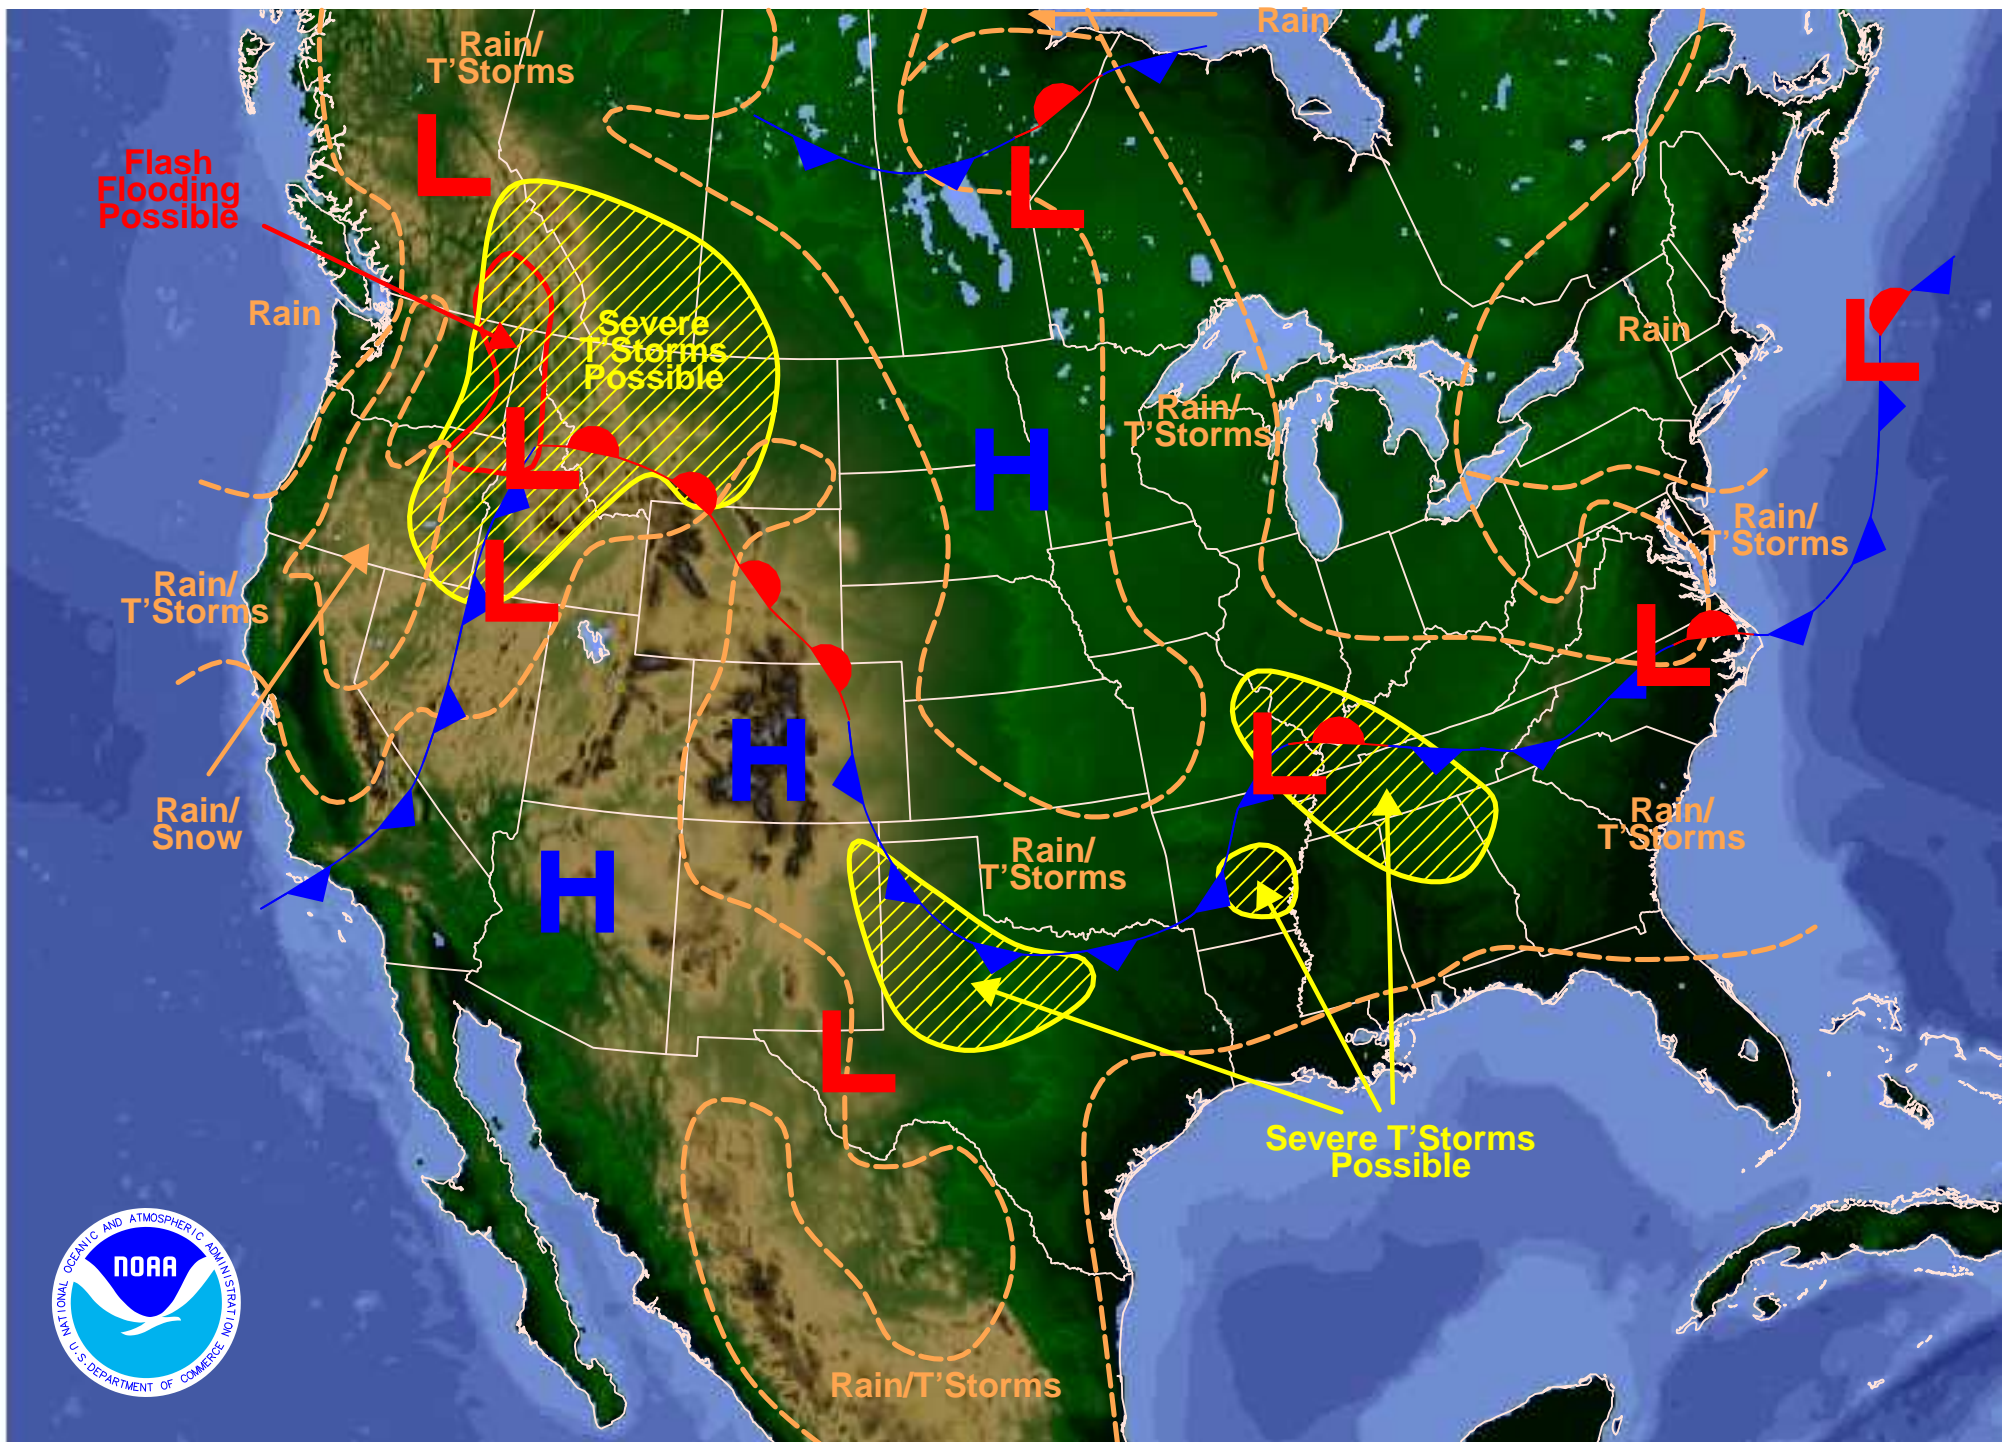 Rain
Rain/
T'Storms
Flash
Flooding
Possible
L
L
Rain
Severe
T'Storms
Possible
L
Rain
Rain/
T'Storms
L
H
Rain/
T'Storms
L
Rain/
T'Storms
L
H
L
Rain/
Snow
Rain/
T'Storms
Rain/
T'Storms
H
L
Severe T'Storms
Possible
Rain/T'Storms
NATIONAL OCEANIC AND ATMOSPHERIC ADMINISTRATION
NOAA
U.S. DEPARTMENT OF COMMERCE